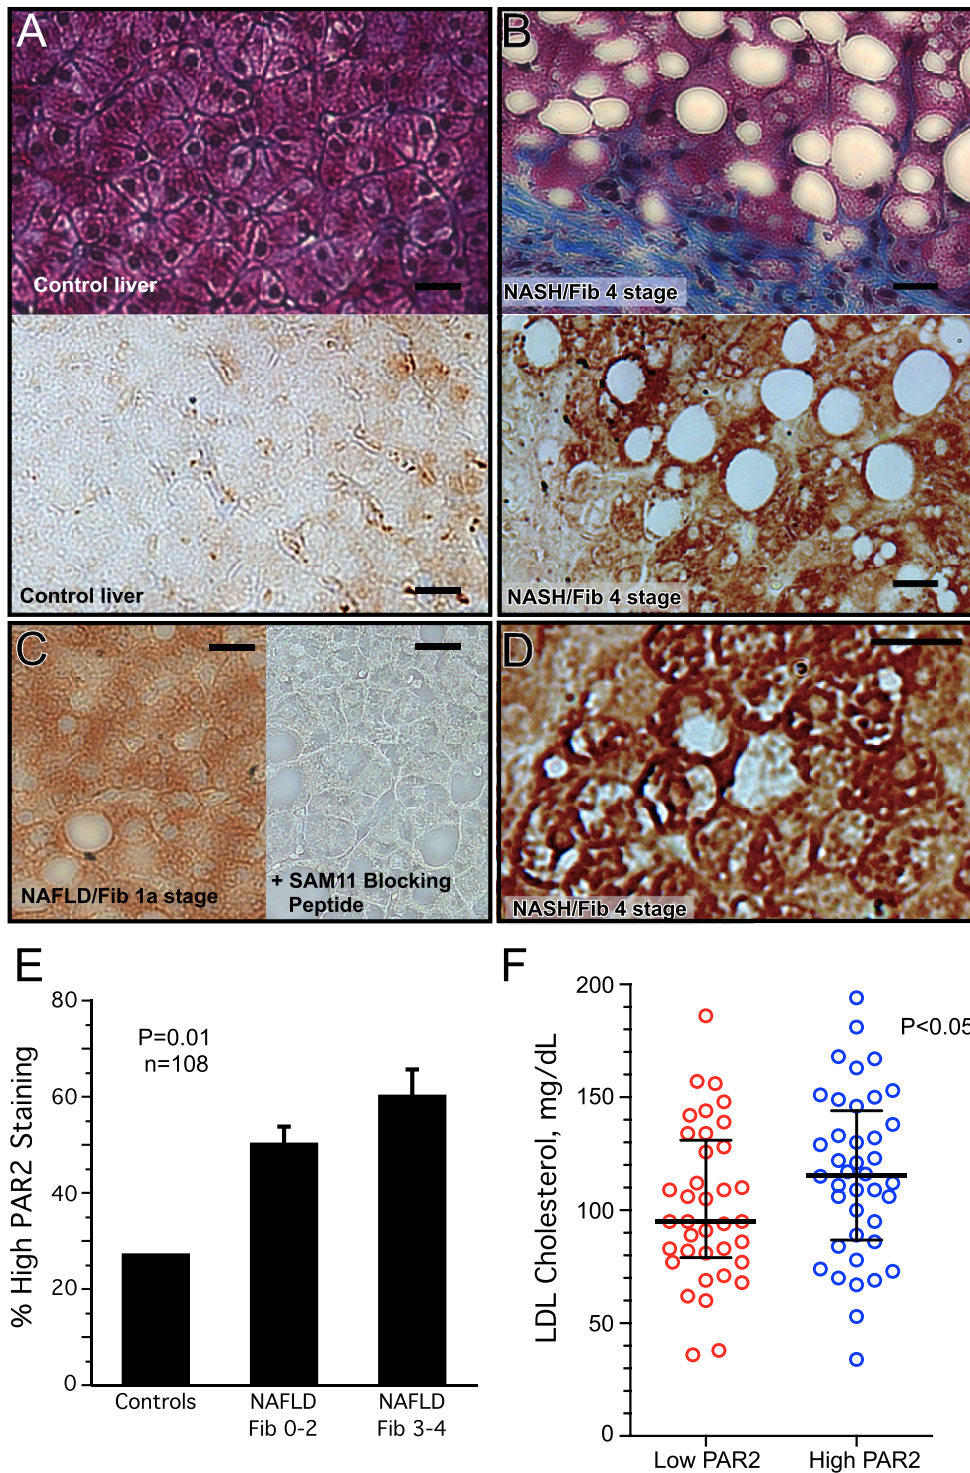 A
B
Control liver
NASH/Fib 4 stage
Control liver
NASH/Fib 4 stage
C
D
NAFLD/Fib 1a stage
+ SAM11 Blocking
Peptide
NASH/Fib 4 stage
E
F
% High PAR2 Staining
80
60
40
20
0
P=0.01
n=108
Controls
NAFLD
Fib 0-2
NAFLD
Fib 3-4
LDL Cholesterol, mg/dL
200
150
100
50
0
P<0.05
Low PAR2
High PAR2